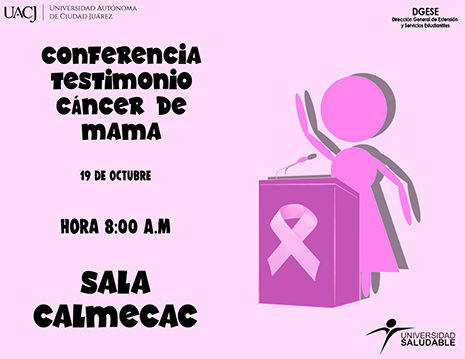 UACJ
UNIVERSIDAD AUTÓNOMA
DE CIUDAD JUÁREZ
DGESE
Dirección General de Extensión
y Servicios Estudiantiles
CONFERENCIA
TESTIMONIO
CÁNCER DE
MAMA
19 DE OCTUBRE
HORA 8:00 A.M
SALA
CALMECAC
UNIVERSIDAD
SALUDABLE